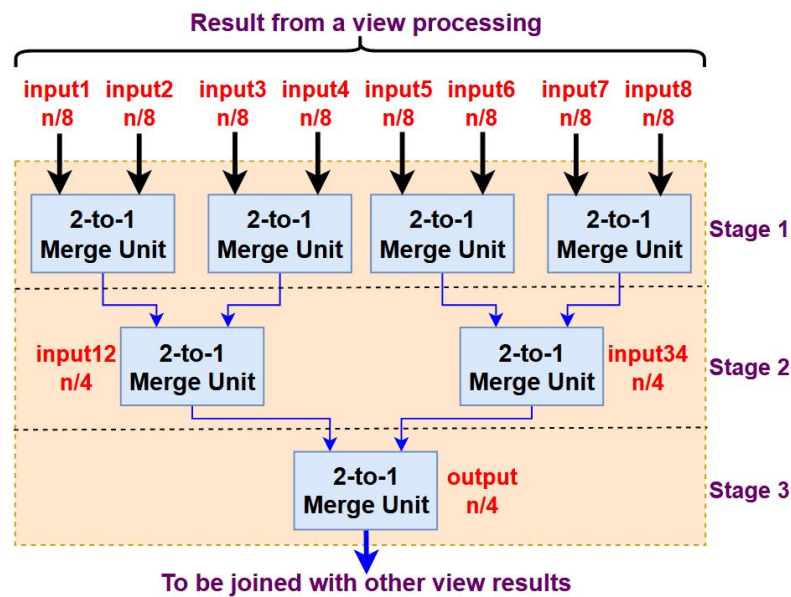 Result from a view processing
input1 input2 input3 input4 input5 input6 input7 input8
n/8 n/8 n/8 n/8 n/8 n/8 n/8 n/8
2-to-1 2-to-1 2-to-1 2-to-1
Merge Unit Merge Unit Merge Unit Merge Unit
Stage 1
input12
n/4
2-to-1
Merge Unit
2-to-1
Merge Unit
input34
n/4
Stage 2
2-to-1
Merge Unit
output
n/4
Stage 3
To be joined with other view results